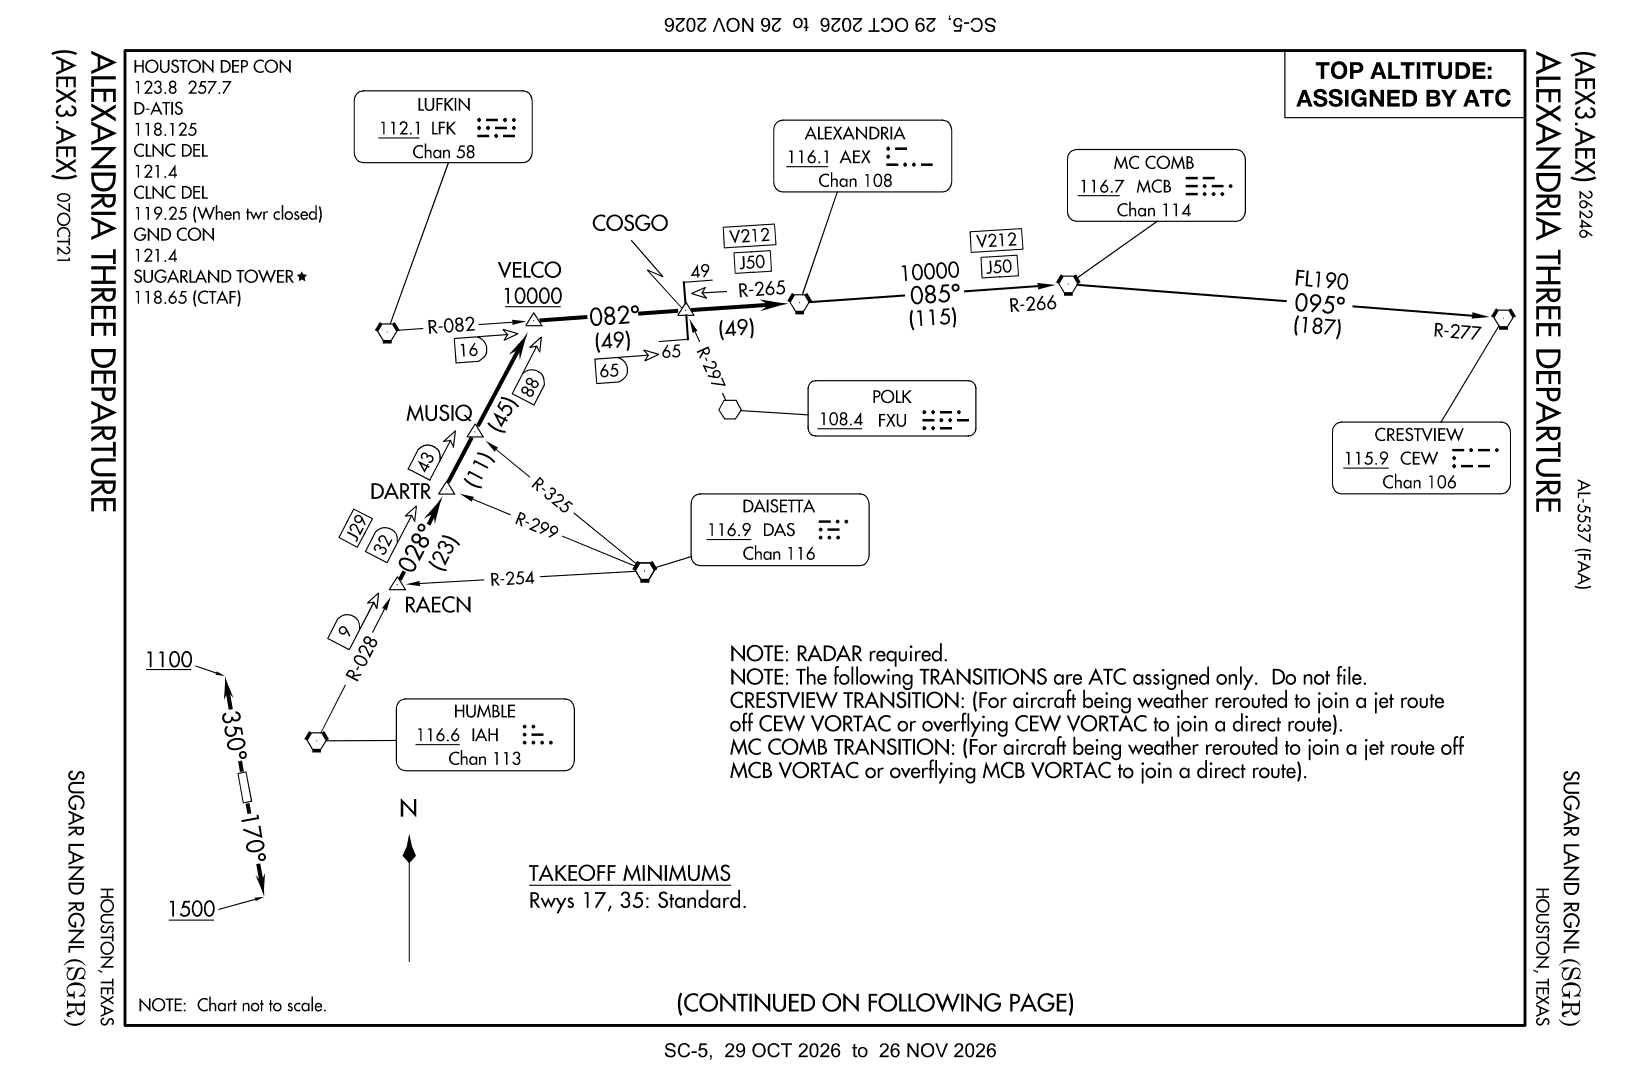 SC-5, 29 OCT 2026 to 26 NOV 2026
(AEX3.AEX) 07OCT21
ALEXANDRIA THREE DEPARTURE
SUGAR LAND RGNL (SGR)
HOUSTON, TEXAS
(AEX3.AEX) 26246
ALEXANDRIA THREE DEPARTURE
AL-5537 (FAA)
SUGAR LAND RGNL (SGR)
HOUSTON, TEXAS
HOUSTON DEP CON
123.8 257.7
D-ATIS
118.125
CLNC DEL
121.4
CLNC DEL
119.25 (When twr closed)
GND CON
121.4
SUGARLAND TOWER★
118.65 (CTAF)
TOP ALTITUDE:
ASSIGNED BY ATC
LUFKIN
112.1 LFK
Chan 58
ALEXANDRIA
116.1 AEX
Chan 108
MC COMB
116.7 MCB
Chan 114
COSGO
VELCO
10000
R-082
16
082°
(49)
65
65
49
R-265
V212
J50
(49)
R-297
10000
085°
(115)
V212
J50
R-266
FL190
095°
(187)
R-277
POLK
108.4 FXU
CRESTVIEW
115.9 CEW
Chan 106
88
(45)
MUSIQ
43
(11)
DARTR
R-325
R-299
J29
32
028°
(23)
R-254
RAECN
DAISETTA
116.9 DAS
Chan 116
9
R-028
HUMBLE
116.6 IAH
Chan 113
1100
350°
170°
1500
N
NOTE: RADAR required.
NOTE: The following TRANSITIONS are ATC assigned only. Do not file.
CRESTVIEW TRANSITION: (For aircraft being weather rerouted to join a jet route
off CEW VORTAC or overflying CEW VORTAC to join a direct route).
MC COMB TRANSITION: (For aircraft being weather rerouted to join a jet route off
MCB VORTAC or overflying MCB VORTAC to join a direct route).
TAKEOFF MINIMUMS
Rwys 17, 35: Standard.
NOTE: Chart not to scale.
(CONTINUED ON FOLLOWING PAGE)
SC-5, 29 OCT 2026 to 26 NOV 2026